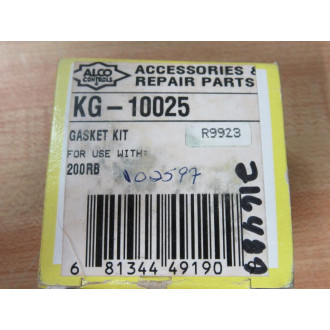 ALCO
CONTROLS
ACCESSORIES &
REPAIR PARTS
KG-10025
GASKET KIT
R9923
FOR USE WITH:
200RB
102597
6 81344 49190